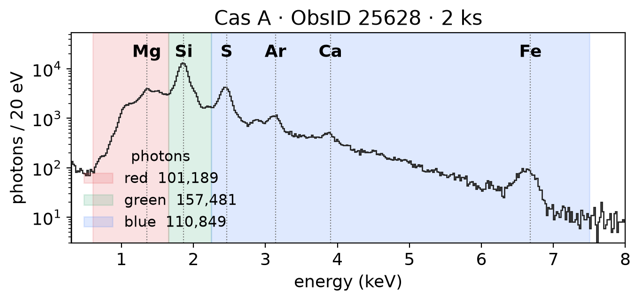 Cas A · ObsID 25628 · 2 ks
Mg Si S Ar Ca Fe
photons / 20 eV
10⁴
10³
10²
10¹
photons
red 101,189
green 157,481
blue 110,849
1 2 3 4 5 6 7 8
energy (keV)